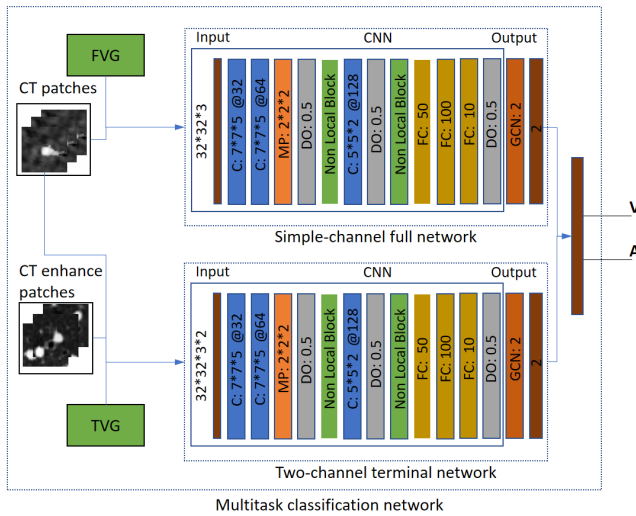 FVG
CT patches
Input
CNN
Output
32*32*3
C: 7*7*5 @32
C: 7*7*5 @64
MP: 2*2*2
DO: 0.5
Non Local Block
C: 5*5*2 @128
DO: 0.5
Non Local Block
FC: 50
FC: 100
FC: 10
DO: 0.5
GCN: 2
2
Simple-channel full network
V
A
CT enhance
patches
TVG
Input
CNN
Output
32*32*3*2
C: 7*7*5 @32
C: 7*7*5 @64
MP: 2*2*2
DO: 0.5
Non Local Block
C: 5*5*2 @128
DO: 0.5
Non Local Block
FC: 50
FC: 100
FC: 10
DO: 0.5
GCN: 2
2
Two-channel terminal network
Multitask classification network